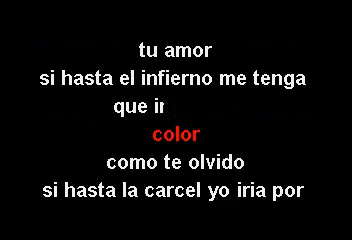 tu amor
si hasta el infierno me tenga
que
color
como te olvido
si hasta la carcel yo iria por